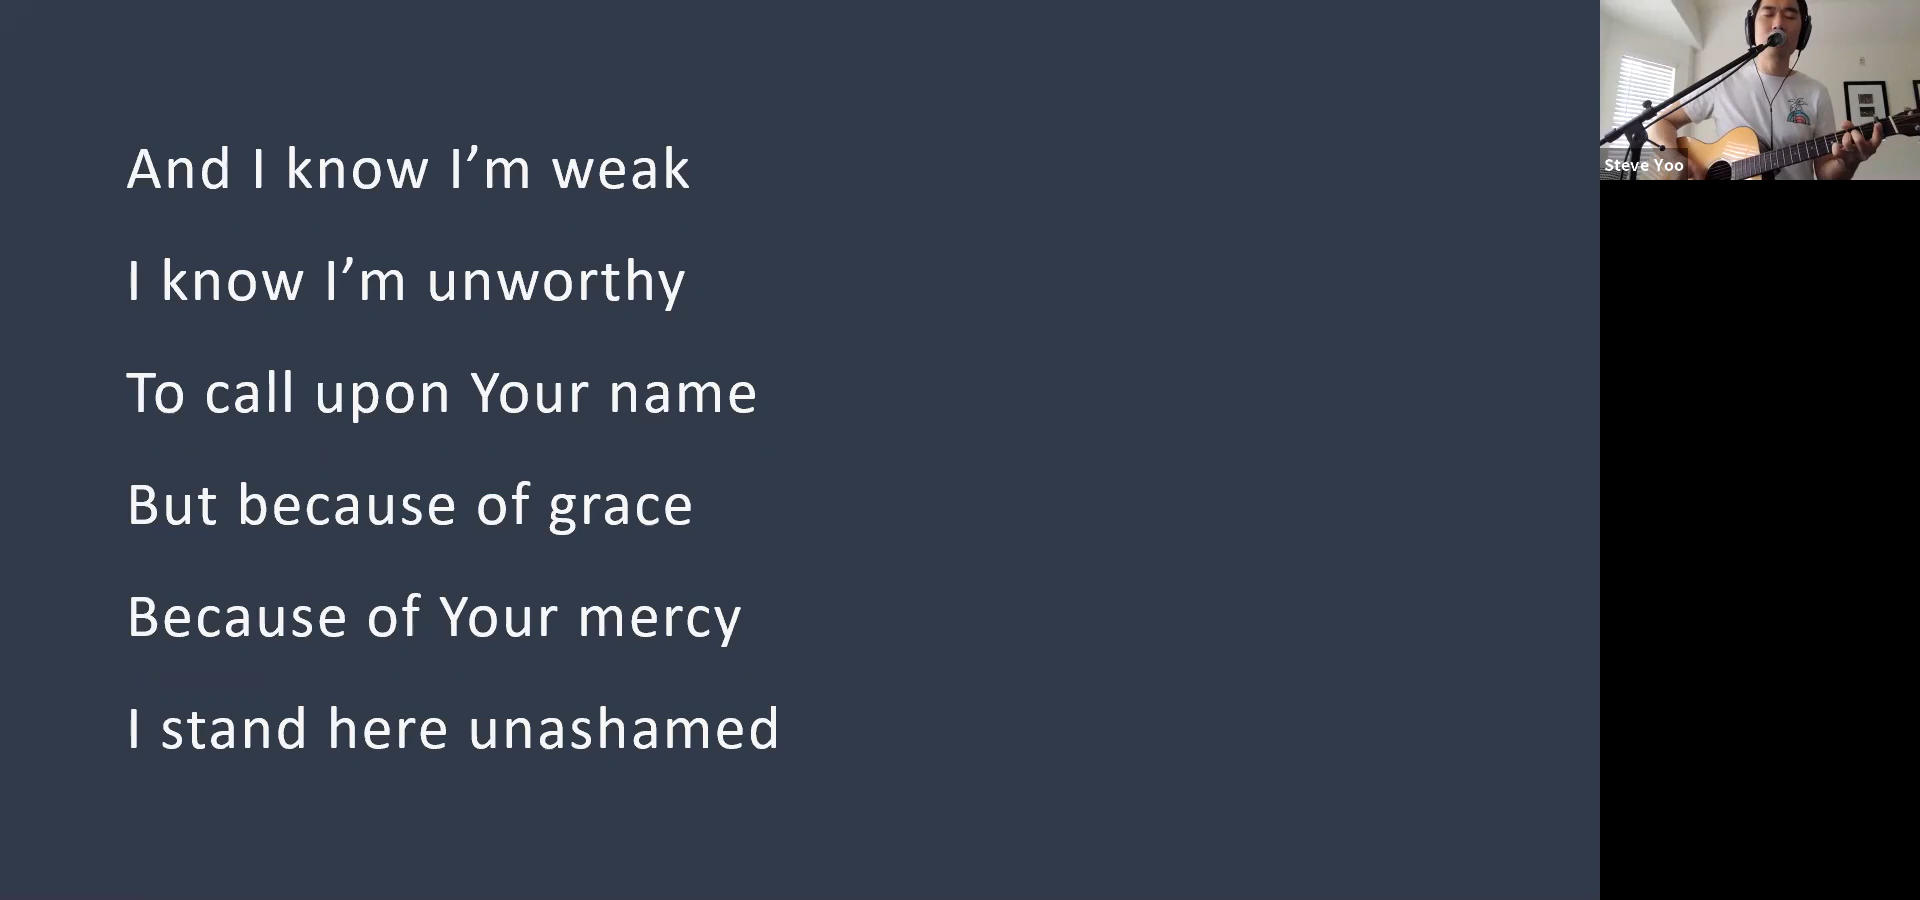 And I know I’m weak
I know I’m unworthy
To call upon Your name
But because of grace
Because of Your mercy
I stand here unashamed
Steve Yoo